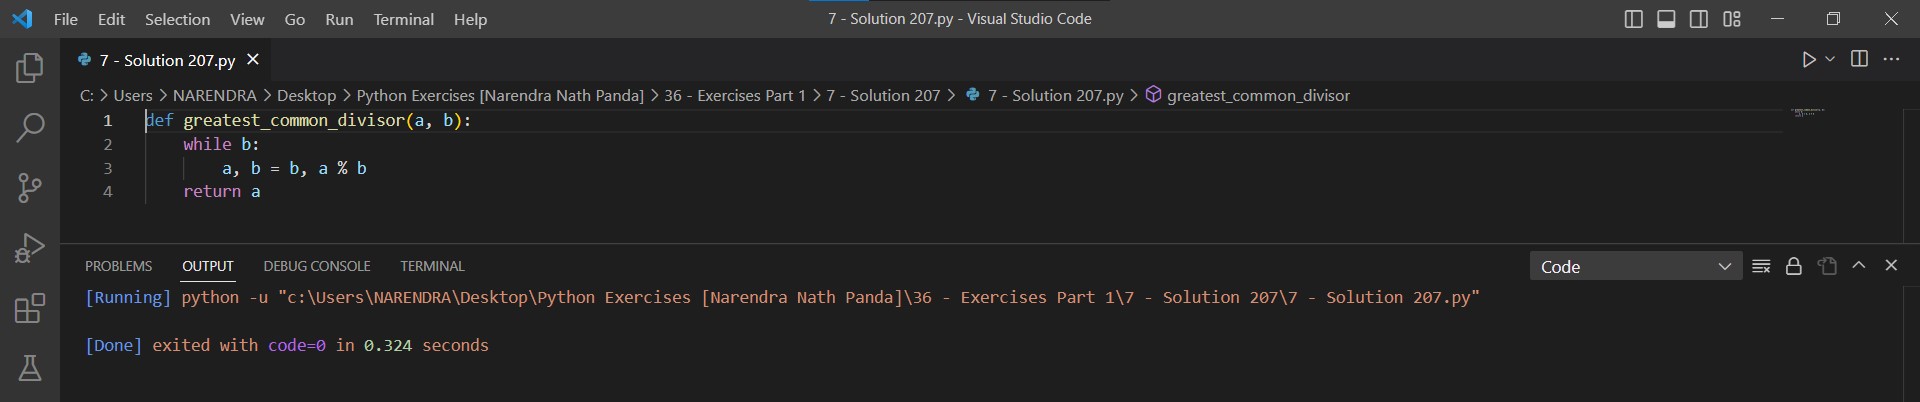 File Edit Selection View Go Run Terminal Help 7 - Solution 207.py - Visual Studio Code
7 - Solution 207.py
C: > Users > NARENDRA > Desktop > Python Exercises [Narendra Nath Panda] > 36 - Exercises Part 1 > 7 - Solution 207 > 7 - Solution 207.py > greatest_common_divisor
1 def greatest_common_divisor(a, b):
2     while b:
3         a, b = b, a % b
4     return a
PROBLEMS OUTPUT DEBUG CONSOLE TERMINAL Code
[Running] python -u "c:\Users\NARENDRA\Desktop\Python Exercises [Narendra Nath Panda]\36 - Exercises Part 1\7 - Solution 207\7 - Solution 207.py"
[Done] exited with code=0 in 0.324 seconds